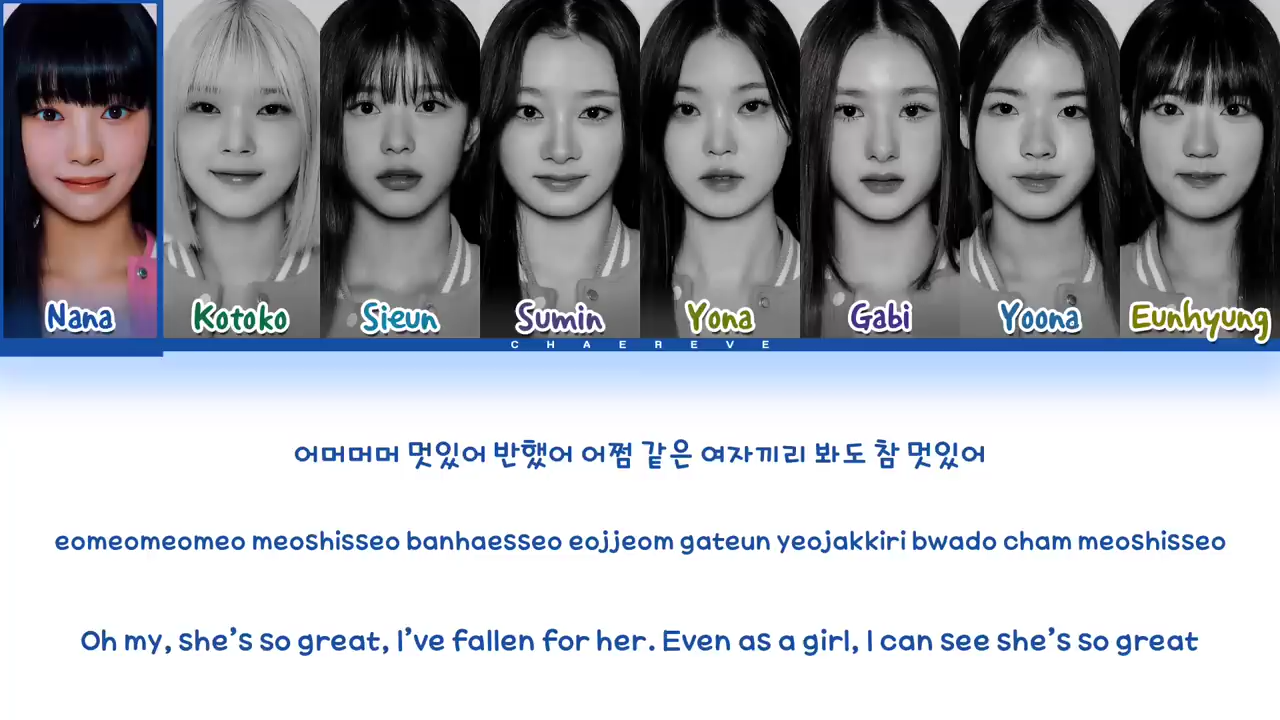 Nana Kotoko Sieun Sumin Yona Gabi Yoona Eunhyung
CHAEREVE
어머머머 멋있어 반했어 어쩜 같은 여자끼리 봐도 참 멋있어
eomeomeomeo meoshisseo banhaesseo eojjeom gateun yeojakkiri bwado cham meoshisseo
Oh my, she's so great, I've fallen for her. Even as a girl, I can see she's so great